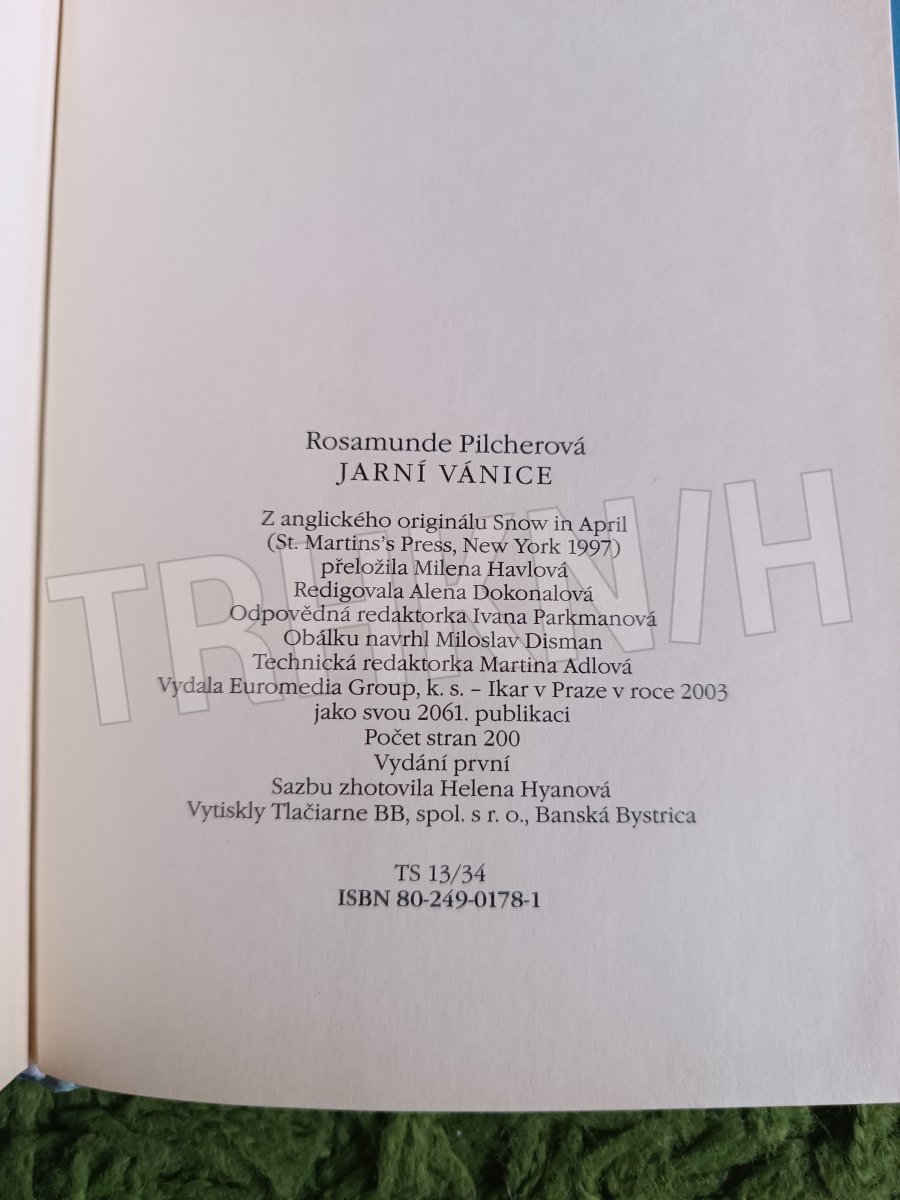 Rosamunde Pilcherová
JARNÍ VÁNICE
Z anglického originálu Snow in April
(St. Martins's Press, New York 1997)
přeložila Milena Havlová
Redigovala Alena Dokonalová
Odpovědná redaktorka Ivana Parkmanová
Obálku navrhl Miloslav Disman
Technická redaktorka Martina Adlová
Vydala Euromedia Group, k. s. – Ikar v Praze v roce 2003
jako svou 2061. publikaci
Počet stran 200
Vydání první
Sazbu zhotovila Helena Hyanová
Vytiskly Tlačiarne BB, spol. s r. o., Banská Bystrica
TS 13/34
ISBN 80-249-0178-1